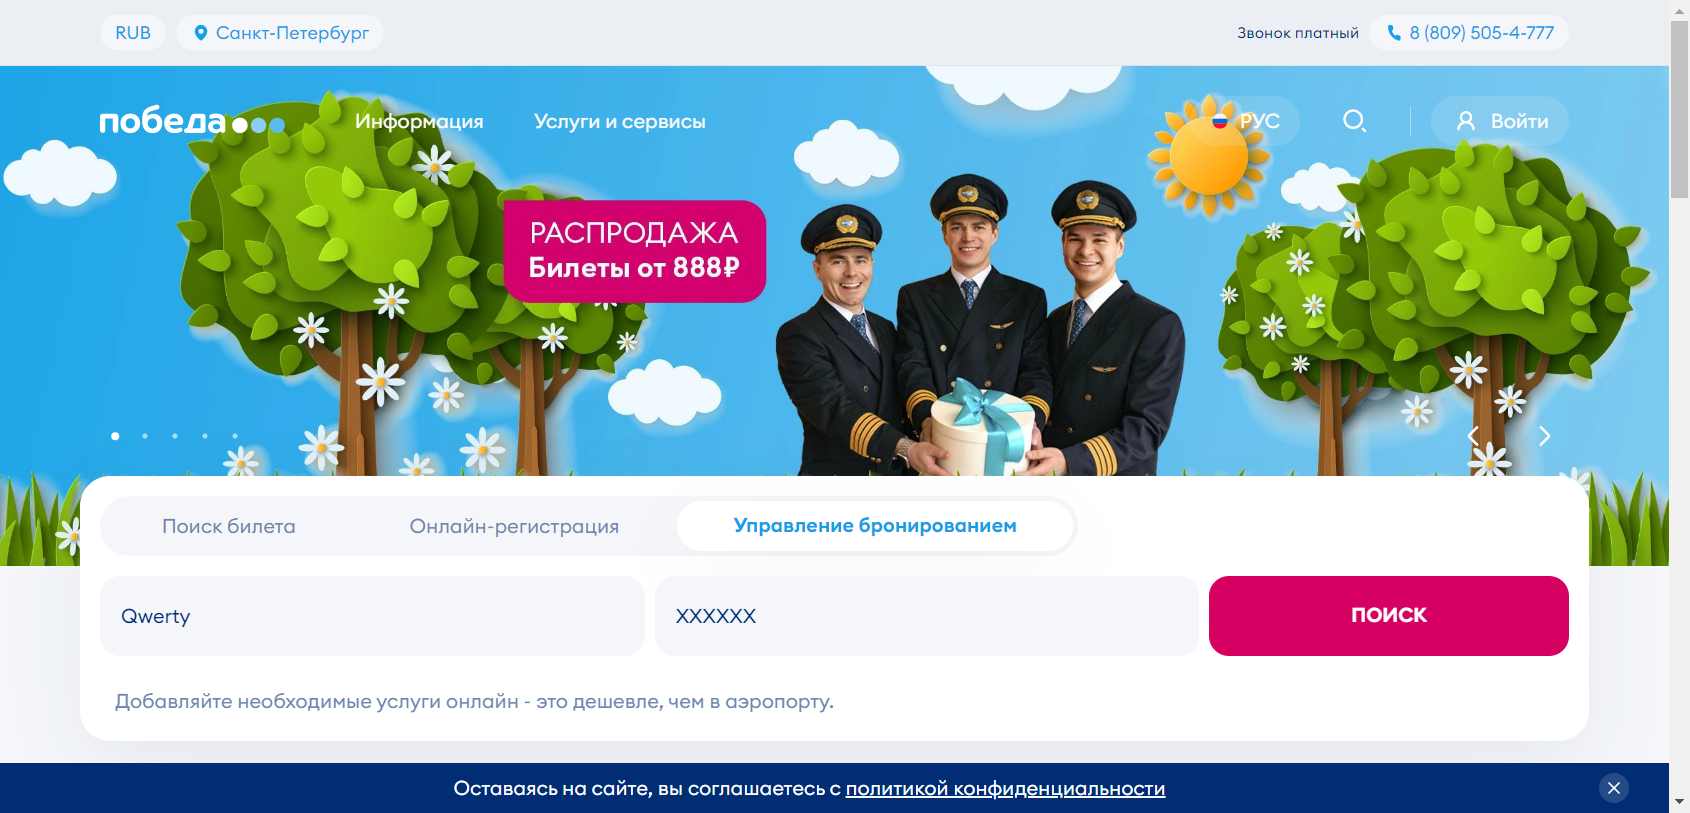 RUB
Санкт-Петербург
Звонок платный
8 (809) 505-4-777
победа
Информация
Услуги и сервисы
РУС
Войти
РАСПРОДАЖА
Билеты от 888₽
Поиск билета
Онлайн-регистрация
Управление бронированием
Qwerty
XXXXXX
ПОИСК
Добавляйте необходимые услуги онлайн - это дешевле, чем в аэропорту.
Оставаясь на сайте, вы соглашаетесь с политикой конфиденциальности